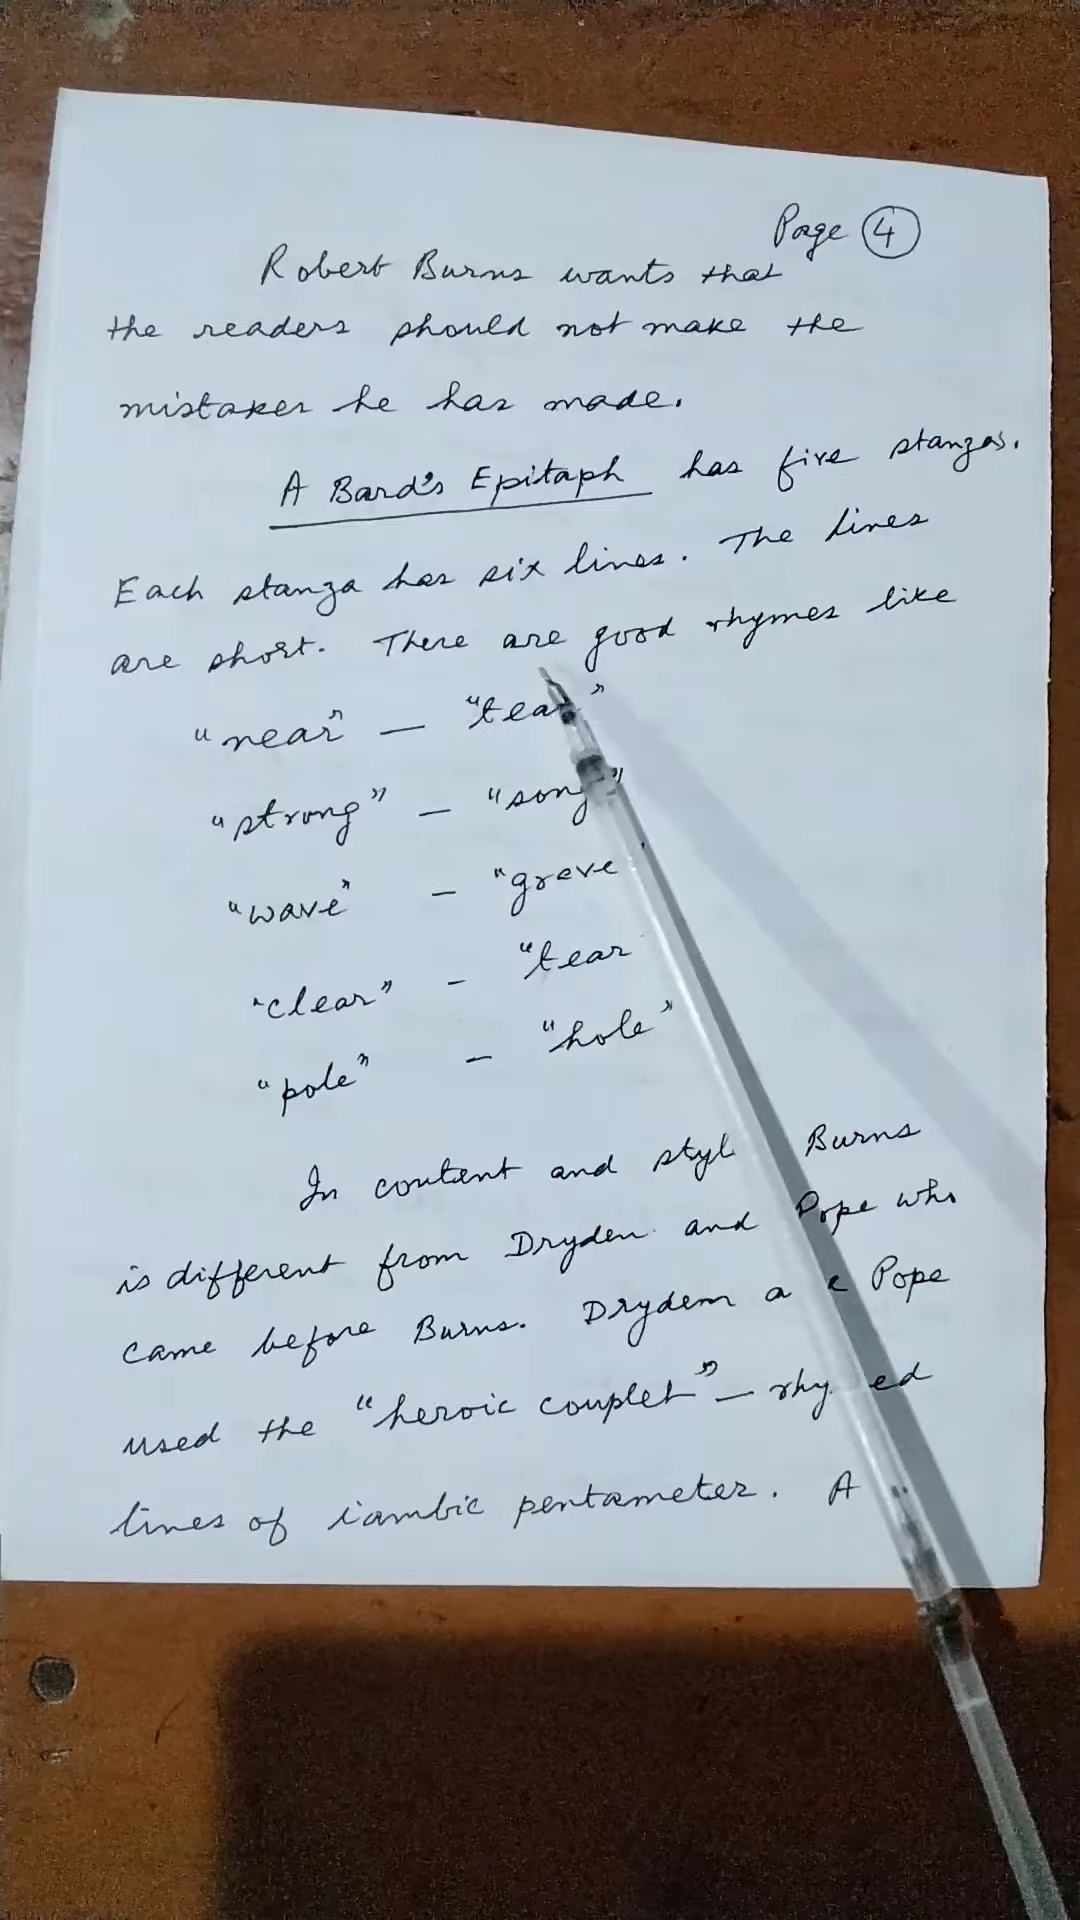 Page 4
Robert Burns wants that
the readers should not make the
mistakes he has made.
A Bard's Epitaph has five stanzas.
Each stanza has six lines. The lines
are short. There are good rhymes like
"near" – "tear"
"strong" – "song"
"wave" – "grave"
"clear" – "tear
"pole" – "hole"
In content and styl Burns
is different from Dryden and Pope who
came before Burns. Dryden Pope
used the "heroic couplet" – rhymed
lines of iambic pentameter. A